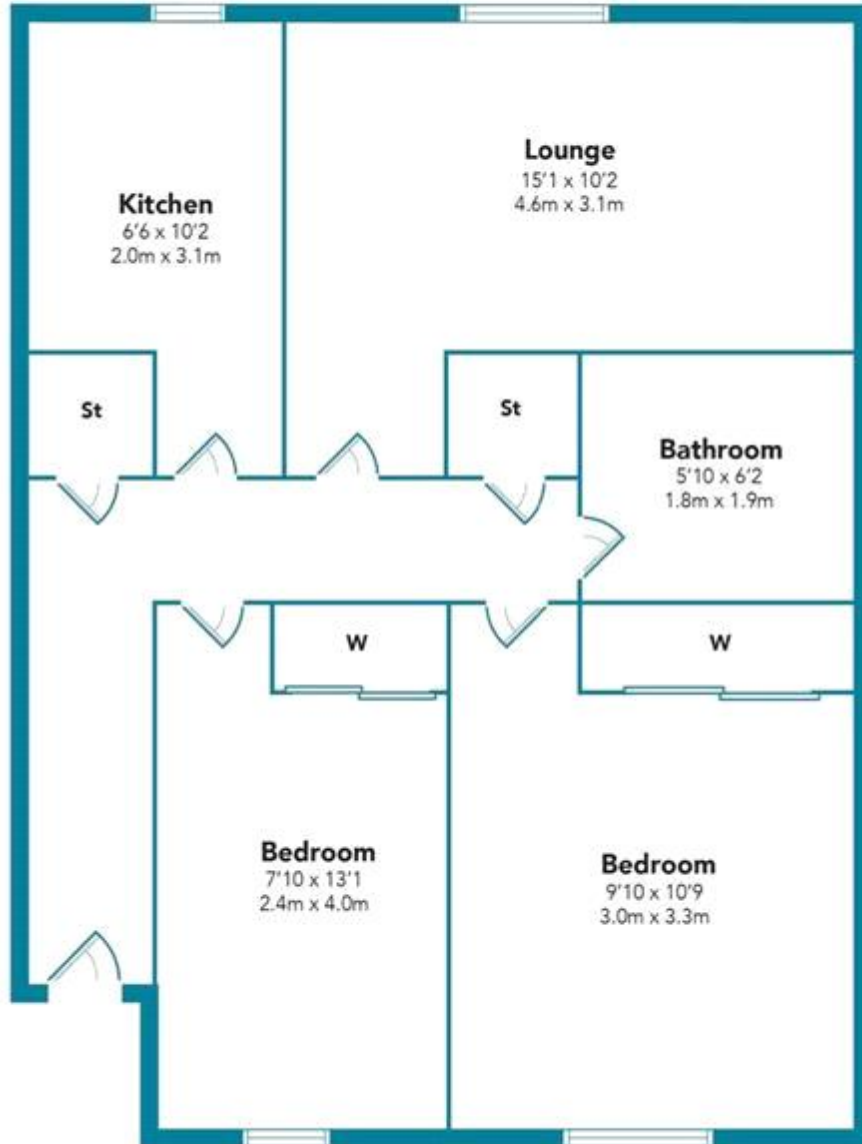 Kitchen
6'6 x 10'2
2.0m x 3.1m
Lounge
15'1 x 10'2
4.6m x 3.1m
St
St
Bathroom
5'10 x 6'2
1.8m x 1.9m
W
W
Bedroom
7'10 x 13'1
2.4m x 4.0m
Bedroom
9'10 x 10'9
3.0m x 3.3m